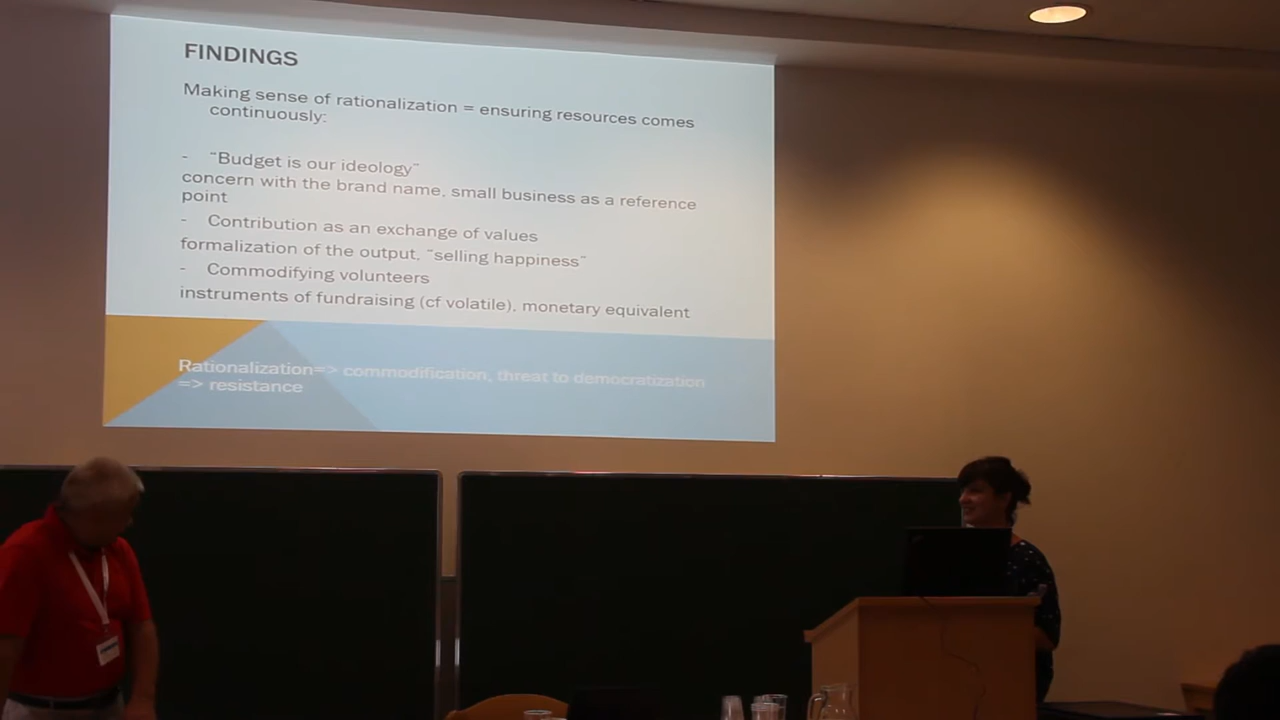 FINDINGS
Making sense of rationalization = ensuring resources comes
continuously:
- "Budget is our ideology"
concern with the brand name, small business as a reference
point
- Contribution as an exchange of values
formalization of the output, "selling happiness"
- Commodifying volunteers
instruments of fundraising (cf volatile), monetary equivalent
Rationalization=> commodification, threat to democratization
=> resistance